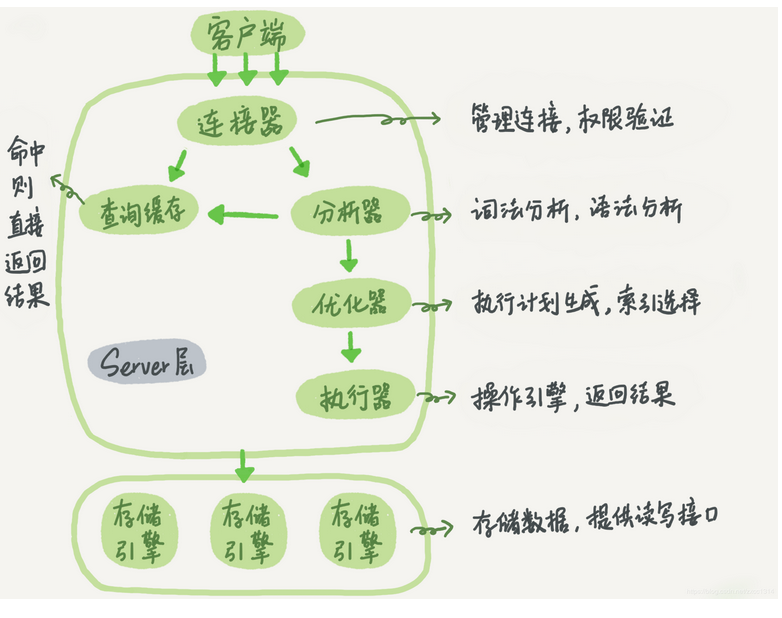 客户端
连接器
管理连接，权限验证
命中
则
直接
返回
结果
查询缓存
分析器
词法分析，语法分析
优化器
执行计划生成，索引选择
Server层
执行器
操作引擎，返回结果
存储
引擎
存储
引擎
存储
引擎
存储数据，提供读写接口